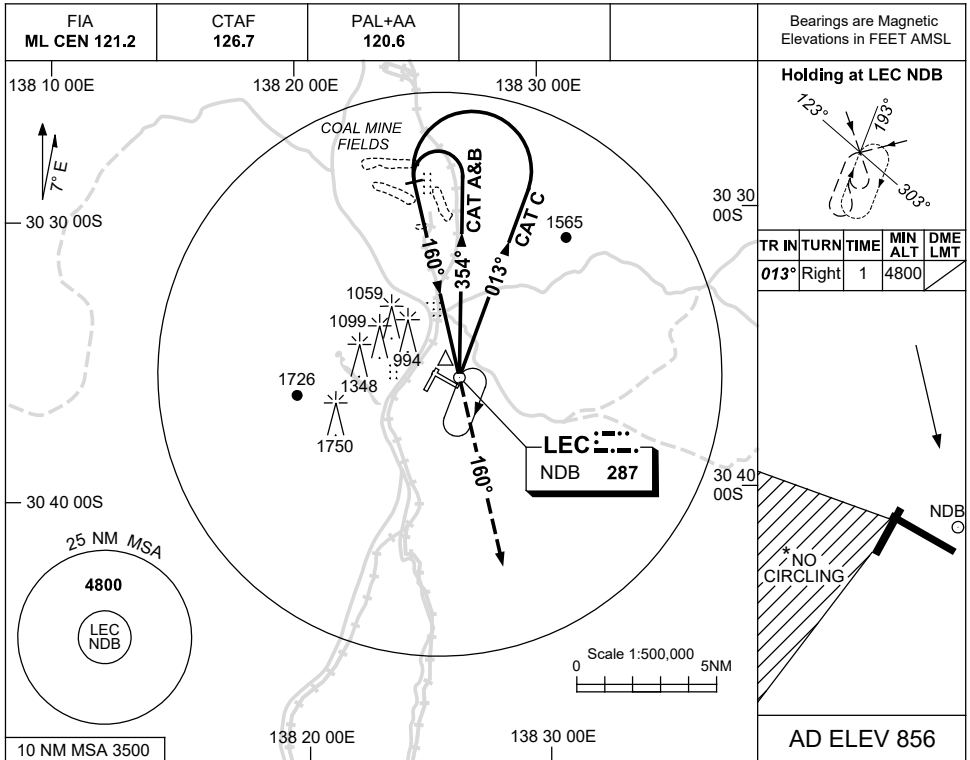 FIA
ML CEN 121.2
CTAF
126.7
PAL+AA
120.6
Bearings are Magnetic
Elevations in FEET AMSL
138 10 00E
138 20 00E
138 30 00E
Holding at LEC NDB
123°
193°
303°
7° E
COAL MINE
FIELDS
CAT A&B
CAT C
30 30 00S
30 30
00S
1565
160°
354°
013°
TR IN
TURN
TIME
MIN
ALT
DME
LMT
013°
Right
1
4800
1059
1099
994
1726
1348
1750
LEC
NDB 287
160°
30 40 00S
30 40
00S
NDB
*NO
CIRCLING
25 NM MSA
4800
LEC
NDB
Scale 1:500,000
0 5NM
10 NM MSA 3500
138 20 00E
138 30 00E
AD ELEV 856